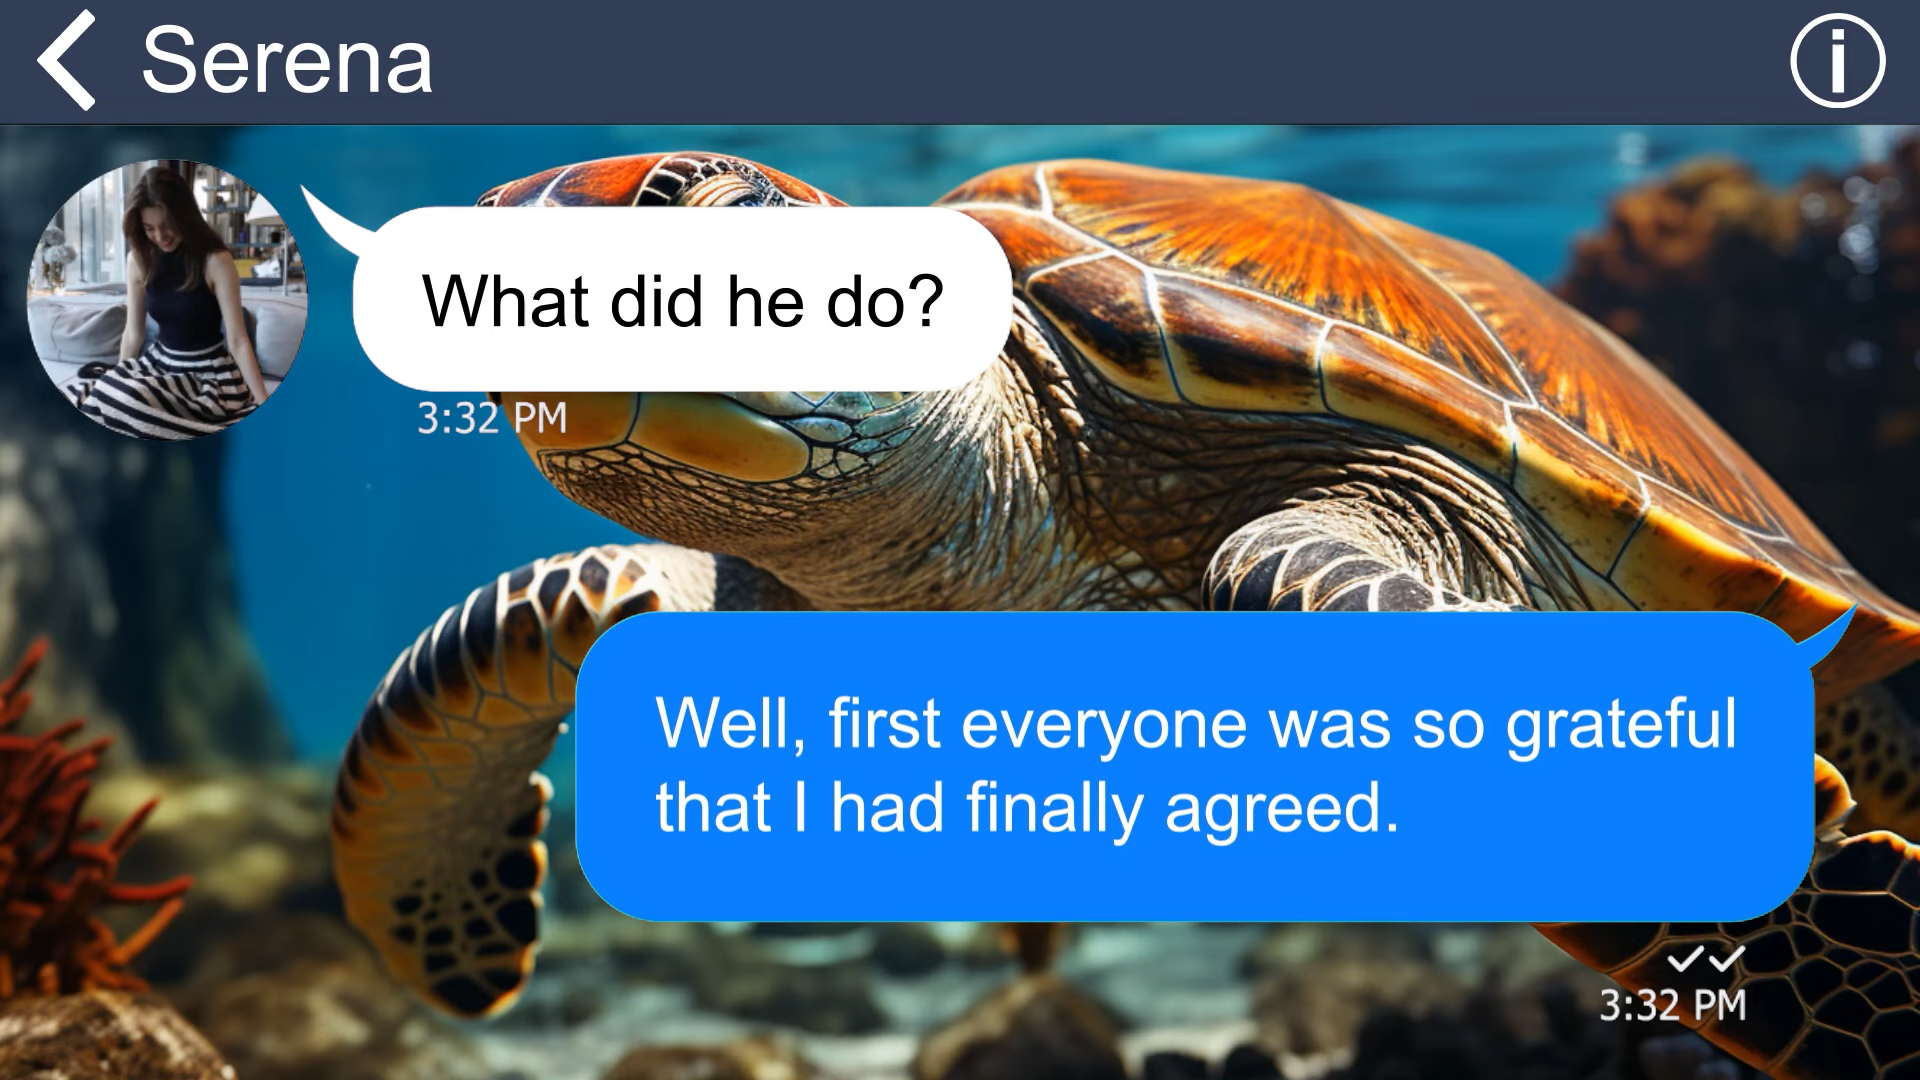 Serena
What did he do?
3:32 PM
Well, first everyone was so grateful
that I had finally agreed.
3:32 PM